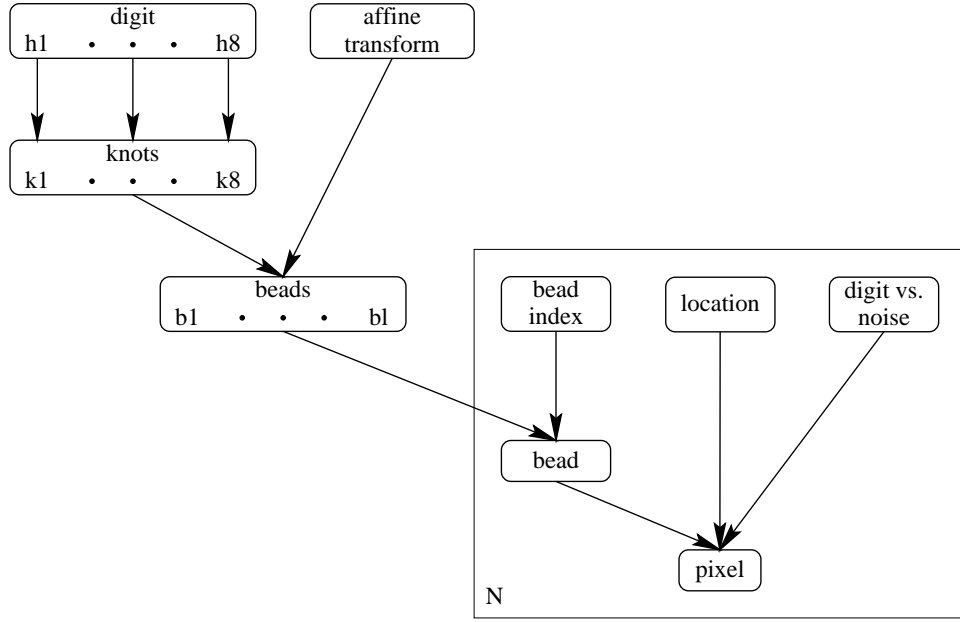 digit
h1 • • • h8
affine
transform
knots
k1 • • • k8
beads
b1 • • • bl
bead
index
location
digit vs.
noise
bead
pixel
N